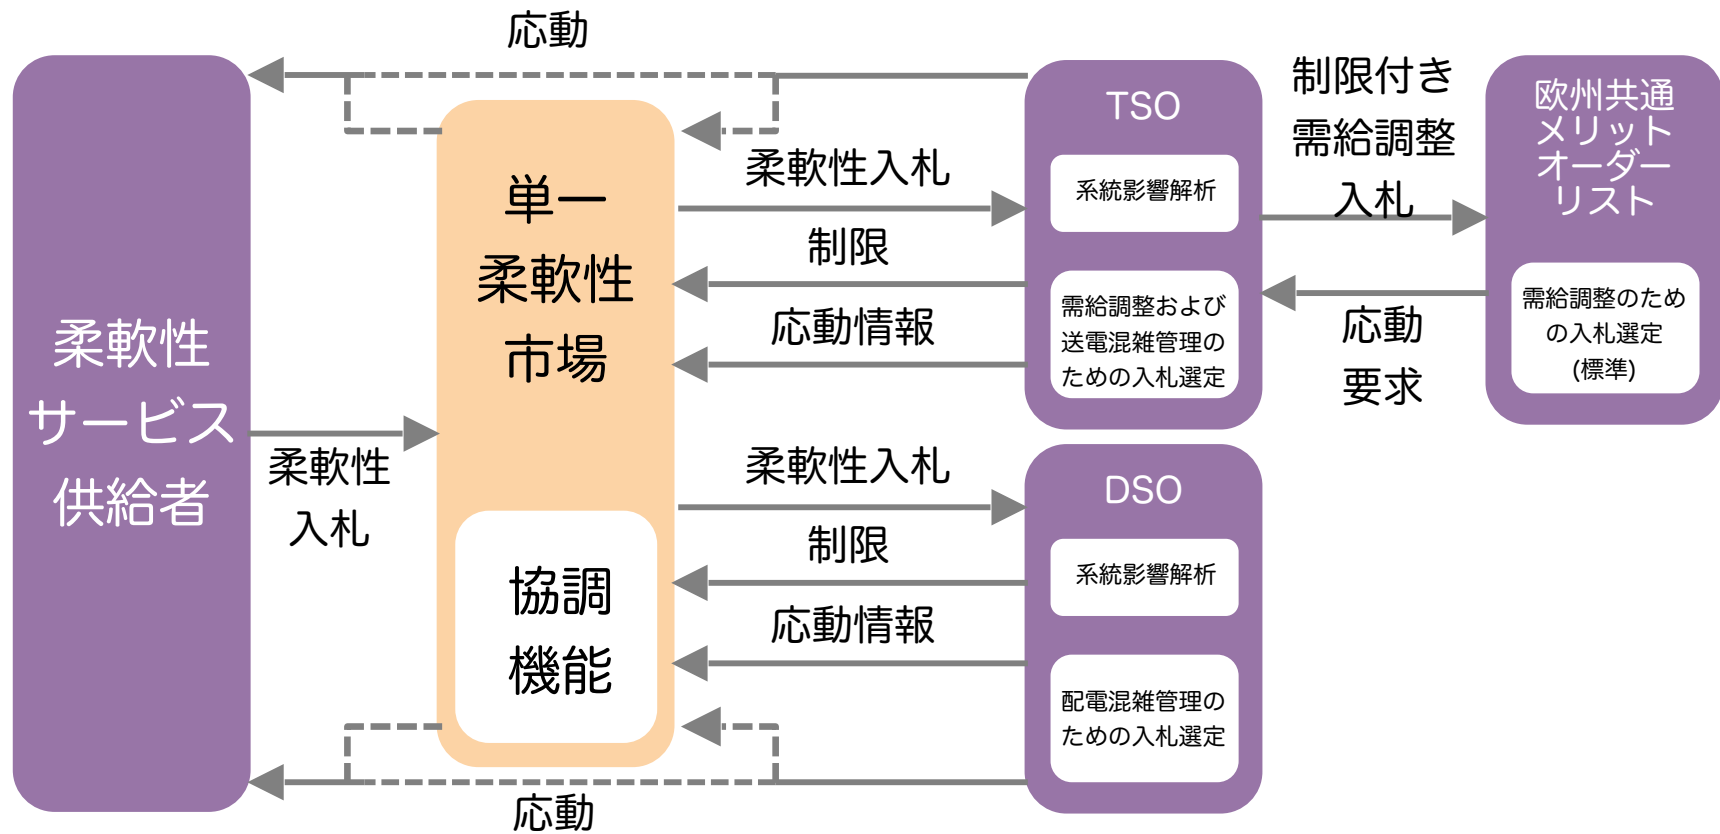 応動
柔軟性
サービス
供給者
柔軟性
入札
単一
柔軟性
市場
協調
機能
柔軟性入札
制限
応動情報
柔軟性入札
制限
応動情報
応動
TSO
系統影響解析
需給調整および
送電混雑管理の
ための入札選定
DSO
系統影響解析
配電混雑管理の
ための入札選定
制限付き
需給調整
入札
応動
要求
欧州共通
メリット
オーダー
リスト
需給調整のため
の入札選定
(標準)